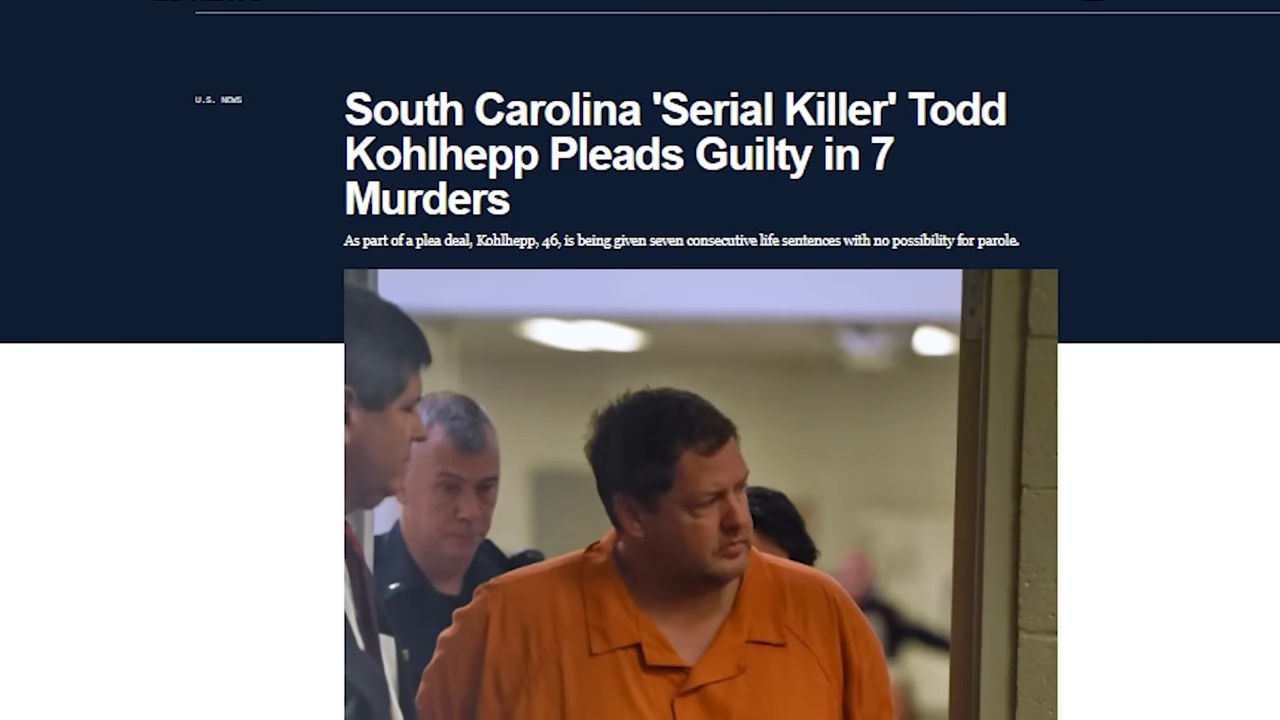 U.S. NEWS
South Carolina 'Serial Killer' Todd
Kohlhepp Pleads Guilty in 7
Murders
As part of a plea deal, Kohlhepp, 46, is being given seven consecutive life sentences with no possibility for parole.